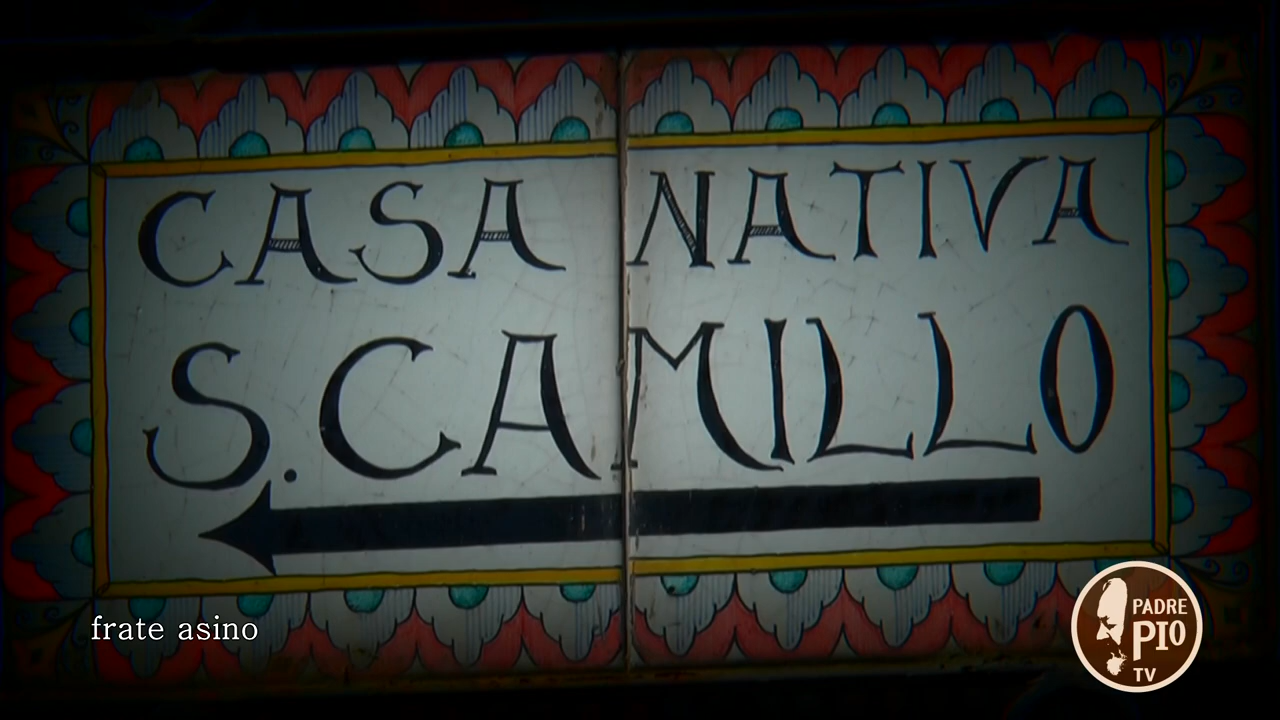 CASA NATIVA
S. CAMILLO
frate asino
PADRE
PIO
TV